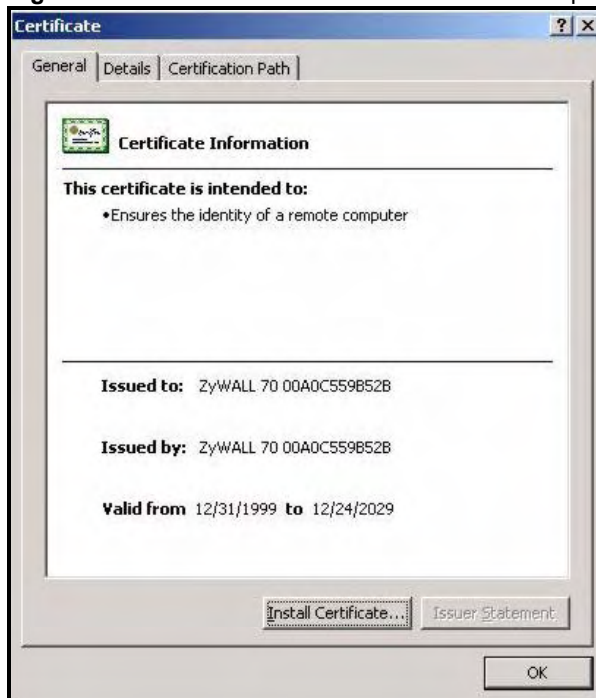 Certificate
General Details Certification Path
Certificate Information
This certificate is intended to:
•Ensures the identity of a remote computer
Issued to: ZyWALL 70 00A0C559B52B
Issued by: ZyWALL 70 00A0C559B52B
Valid from 12/31/1999 to 12/24/2029
Install Certificate... Issuer Statement
OK